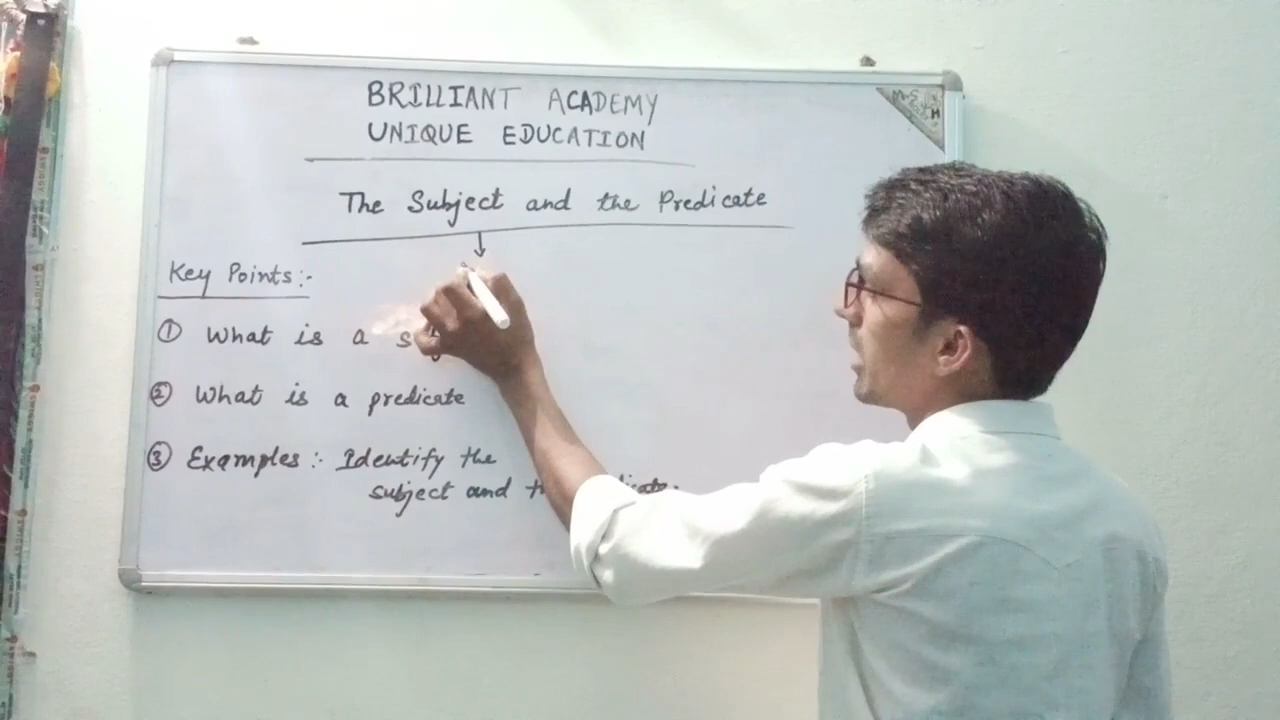 BRILLIANT ACADEMY
UNIQUE EDUCATION
M.S
H
The Subject and the Predicate
Key Points:-
① What is a
② What is a predicate
③ Examples:- Identify the
subject and